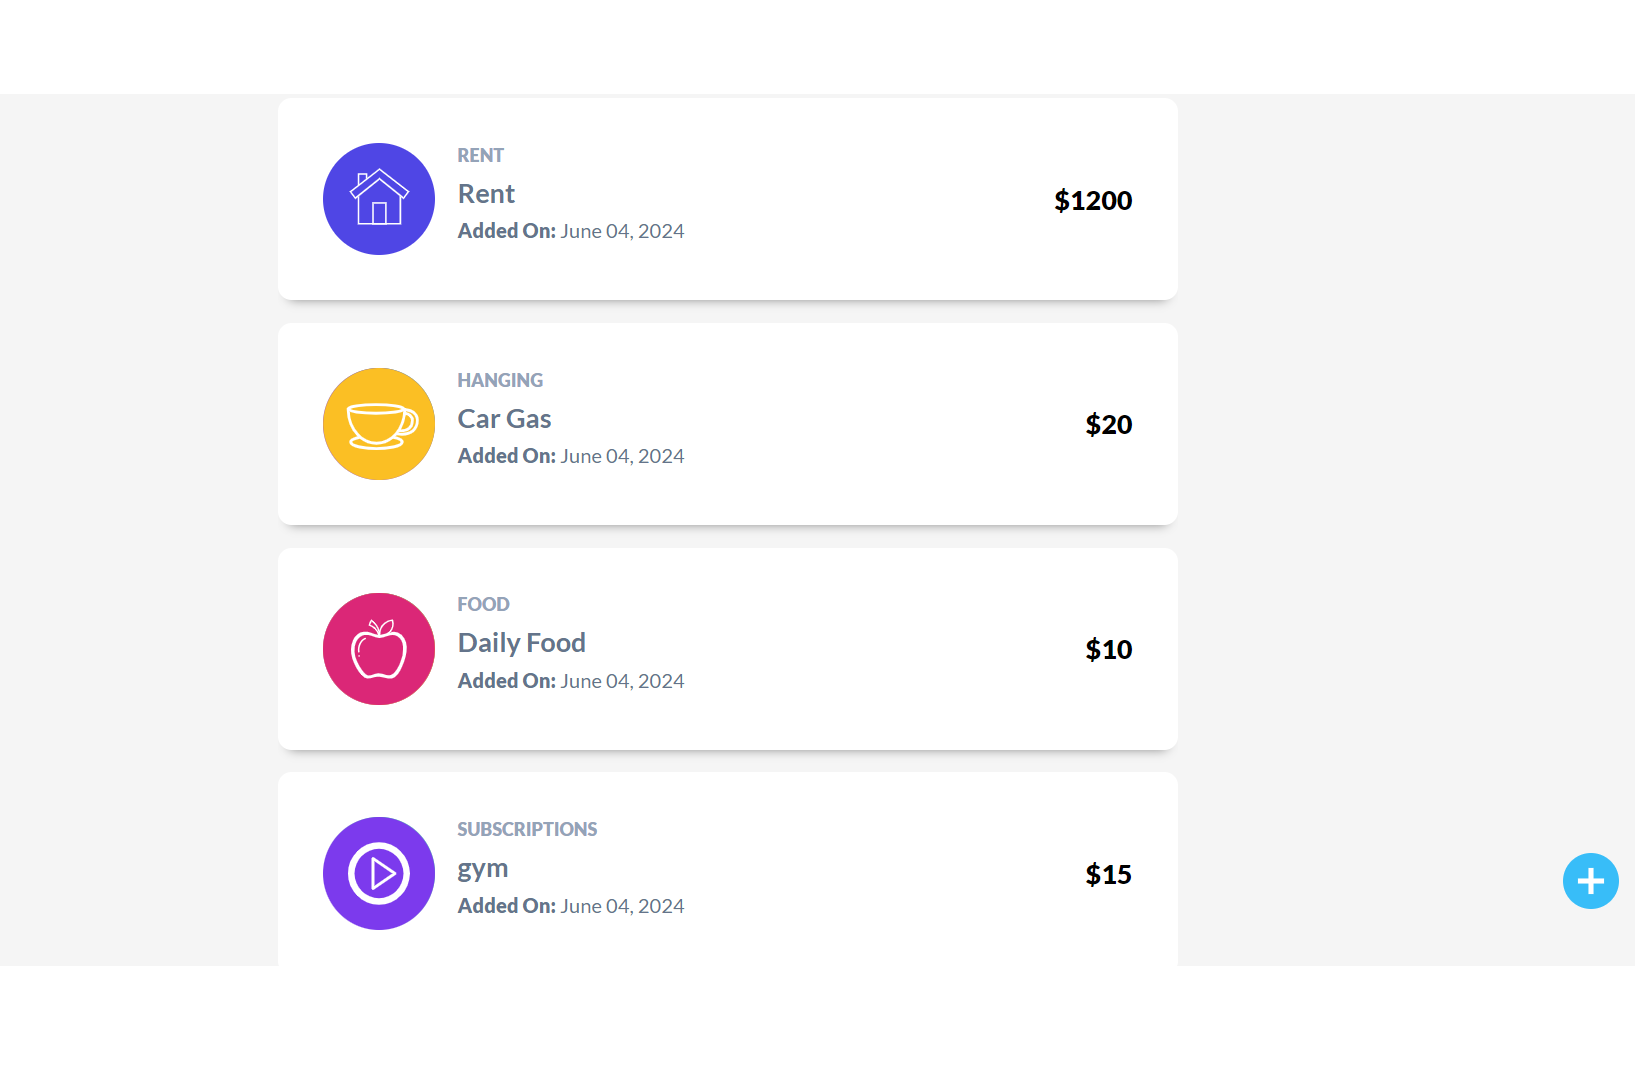 RENT
Rent
$1200
Added On: June 04, 2024
HANGING
Car Gas
$20
Added On: June 04, 2024
FOOD
Daily Food
$10
Added On: June 04, 2024
SUBSCRIPTIONS
gym
$15
Added On: June 04, 2024